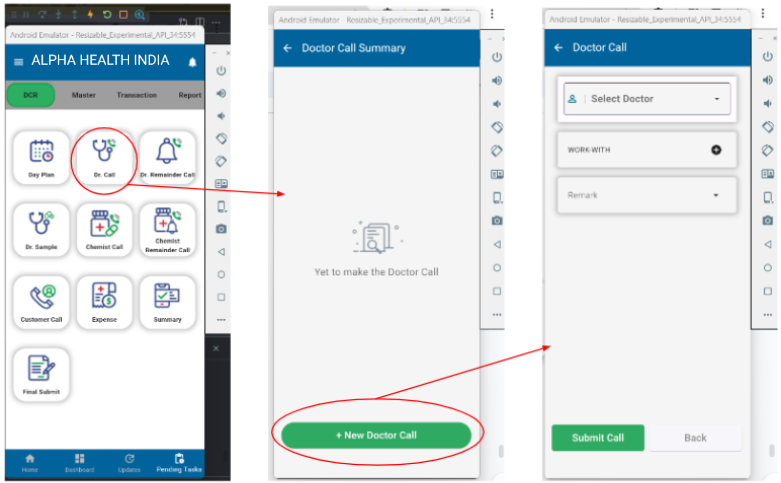 Android Emulator - Resizable_Experimental_API_34:5554
ALPHA HEALTH INDIA
DCR Master Transaction Report
Day Plan Dr. Call Dr. Remainder Call
Dr. Sample Chemist Call Chemist
Remainder Call
Customer Call Expense Summary
Final Submit
Home Dashboard Updates Pending Tasks
Android Emulator - Resizable_Experimental_API_34:5554
Doctor Call Summary
Yet to make the Doctor Call
+ New Doctor Call
Android Emulator - Resizable_Experimental_API_34:5554
Doctor Call
Select Doctor
WORK-WITH
Remark
Submit Call Back